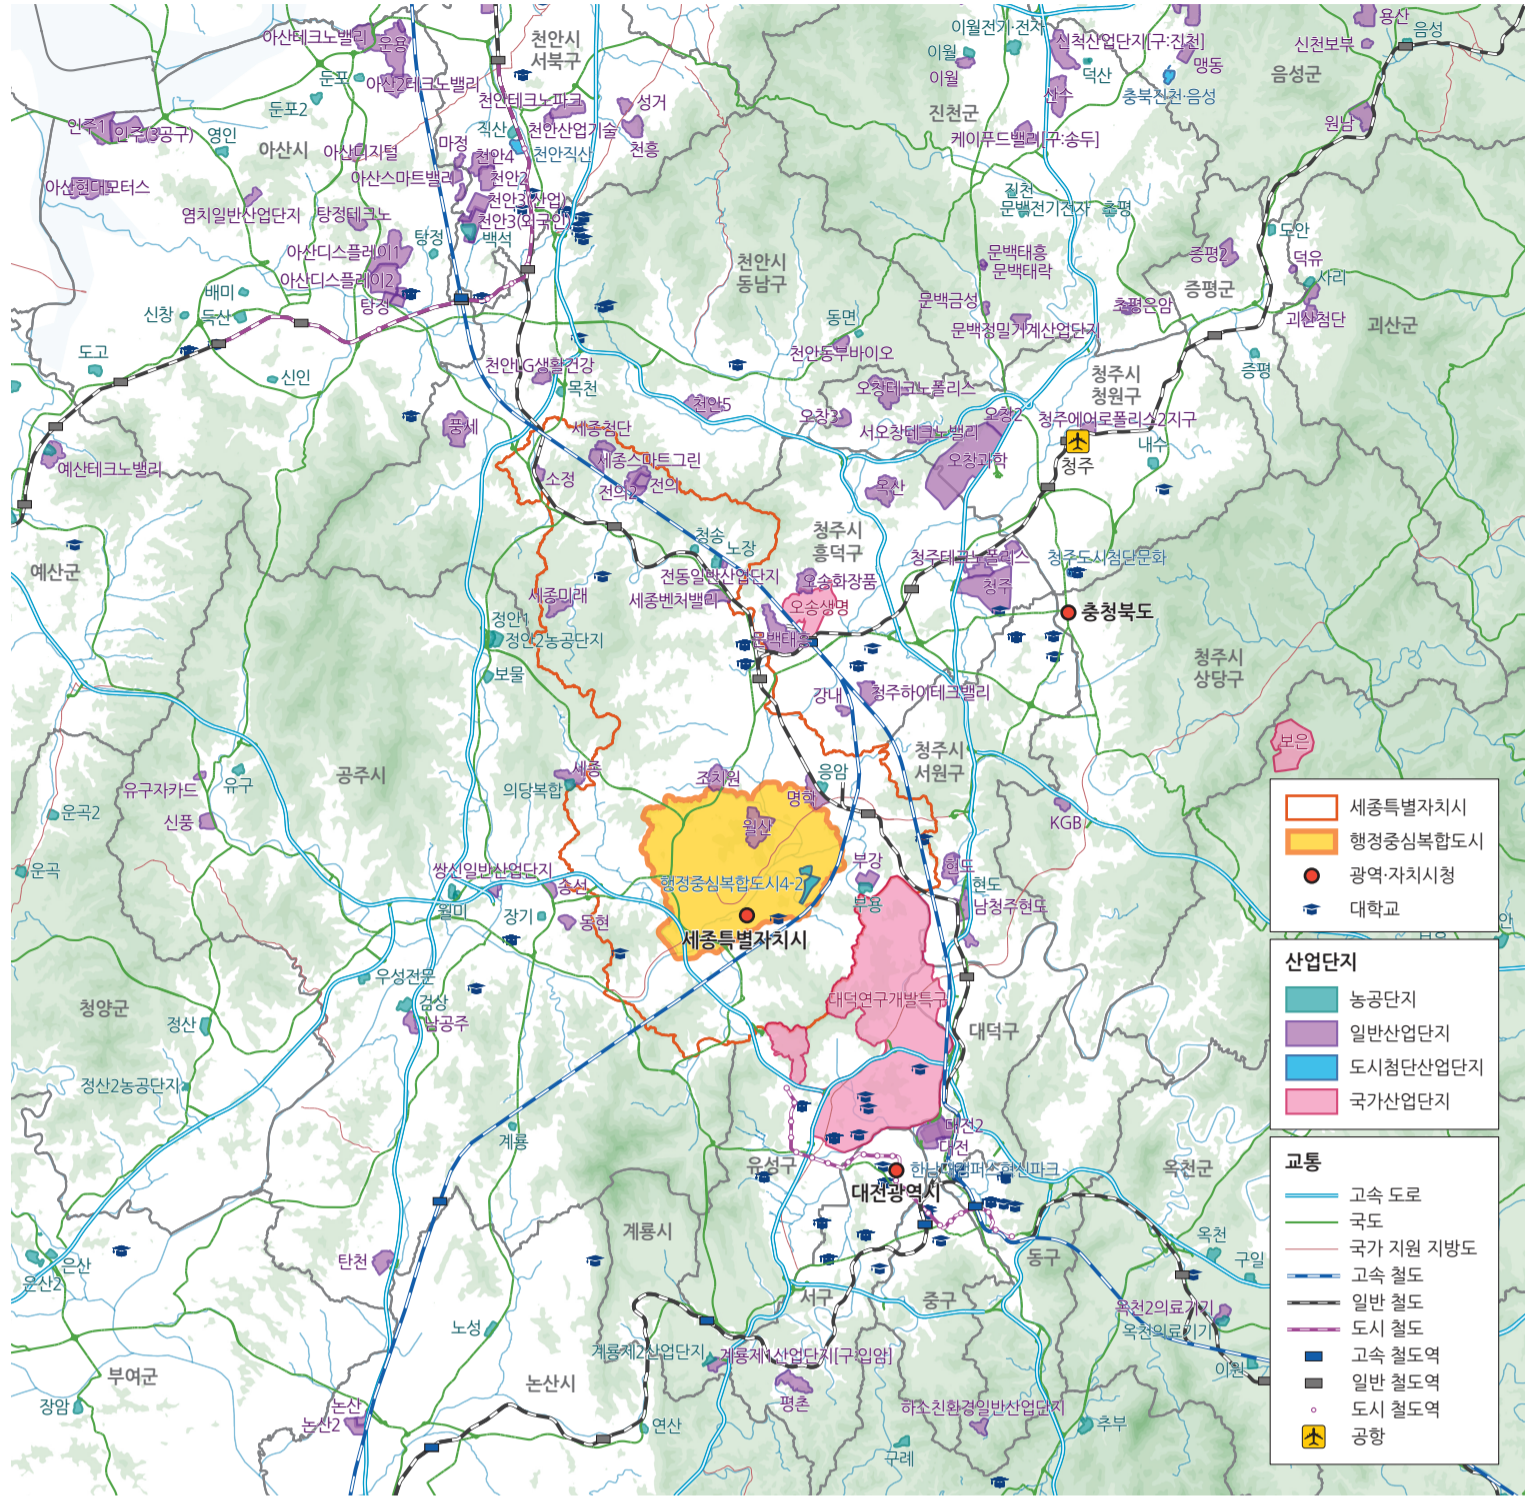 아산테크노밸리
운용
천안시
서북구
이월전기·전자
신척산업단지[구:진천]
용산
신천보부
음성
둔포
아산2테크노밸리
이월
이월
덕산
맹동
음성군
둔포2
천안테크노파크
성거
산수
충북진천·음성
진천군
인주1
인주(3공구)
영인
직산
천안산업기술
천흥
케이푸드밸리[구:송두]
원남
아산시
아산디지털
마정
천안4
천안직산
아산현대모터스
아산스마트밸리
천안2
진천
염치일반산업단지
탕정테크노
천안3(산업)
천안3(외국인)
문백전기전자
초평
탕정
백석
도안
아산디스플레이1
아산디스플레이2
천안시
동남구
문백태흥
문백태락
증평2
덕유
사리
배미
탕정
증평군
신창
득산
문백금성
초평은암
괴산첨단
괴산군
동면
문백정밀기계산업단지
도고
천안동부바이오
증평
신인
천안LG생활건강
목천
오창테크노폴리스
청주시
청원구
천안5
오창3
오창2
청주에어로폴리스2지구
풍세
세종첨단
서오창테크노밸리
내수
예산테크노밸리
세종스마트그린
오창과학
청주
소정
전의2
전의
옥산
청주시
흥덕구
청송
노장
청주테크노폴리스
청주도시첨단문화
예산군
전동일반산업단지
오송화장품
청주
세종미래
세종벤처밸리
오송생명
충청북도
정안1
정안2농공단지
문백태흥
청주시
상당구
보물
강내
청주하이테크밸리
보은
청주시
서원구
공주시
세종
조치원
응암
유구자카드
유구
의당복합
명학
운곡2
신풍
월산
KGB
운곡
쌍신일반산업단지
송선
부강
현도
행정중심복합도시4-2
월미
장기
동현
부용
현도
남청주현도
세종특별자치시
우성전문
청양군
검상
남공주
대덕연구개발특구
정산
대덕구
정산2농공단지
계룡
대전2
대전
유성구
한남대캠퍼스혁신파크
옥천군
대전광역시
계룡시
옥천
은산
은산2
탄천
동구
구일
서구
중구
옥천2의료기기
노성
옥천의료기기
계룡제2산업단지
계룡제1산업단지[구:입암]
이원
부여군
논산시
장암
논산
논산2
평촌
하소친환경일반산업단지
연산
추부
구례
세종특별자치시
행정중심복합도시
광역·자치시청
대학교
산업단지
농공단지
일반산업단지
도시첨단산업단지
국가산업단지
교통
고속 도로
국도
국가 지원 지방도
고속 철도
일반 철도
도시 철도
고속 철도역
일반 철도역
도시 철도역
공항